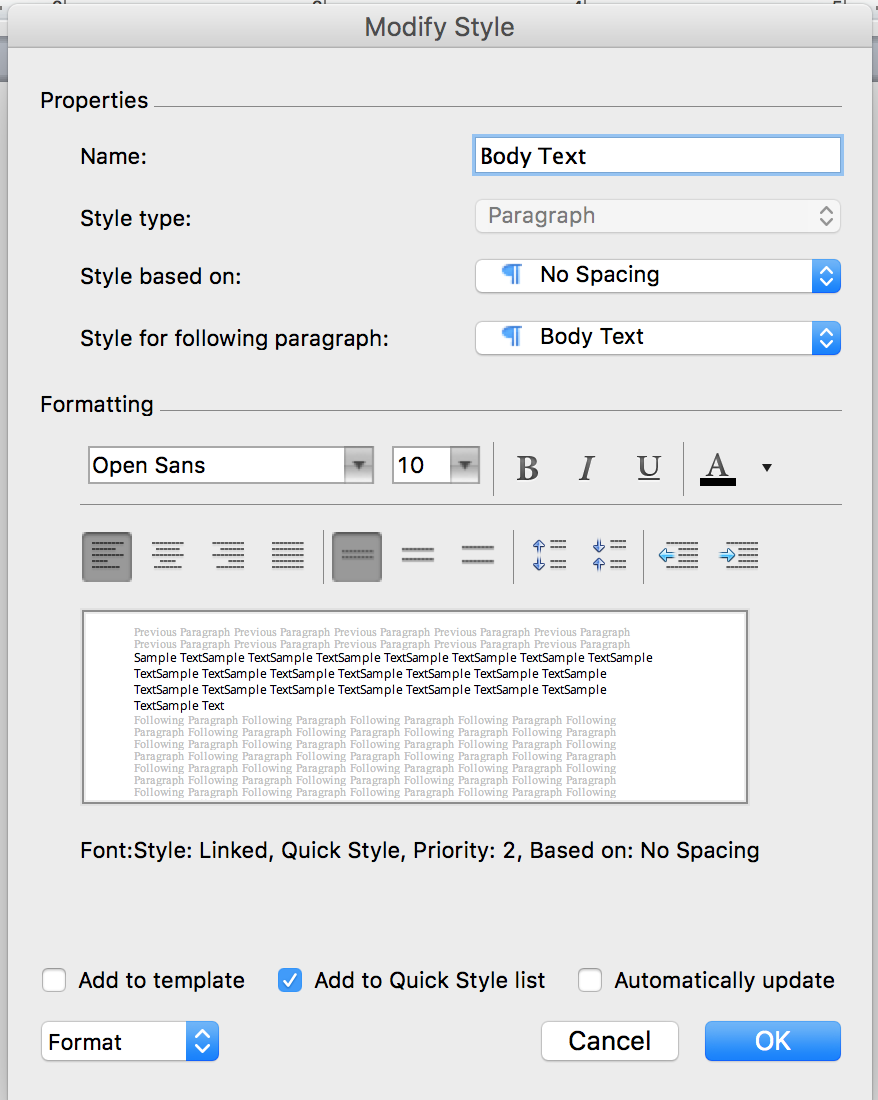 Modify Style
Properties
Name:
Body Text
Style type:
Paragraph
Style based on:
No Spacing
Style for following paragraph:
Body Text
Formatting
Open Sans
10
B I U A
Previous Paragraph Previous Paragraph Previous Paragraph Previous Paragraph Previous Paragraph
Previous Paragraph Previous Paragraph Previous Paragraph Previous Paragraph Previous Paragraph
Sample TextSample TextSample TextSample TextSample TextSample TextSample TextSample
TextSample TextSample TextSample TextSample TextSample TextSample TextSample
TextSample TextSample TextSample TextSample TextSample TextSample TextSample
TextSample Text
Following Paragraph Following Paragraph Following Paragraph Following Paragraph Following
Paragraph Following Paragraph Following Paragraph Following Paragraph Following Paragraph
Following Paragraph Following Paragraph Following Paragraph Following Paragraph Following
Paragraph Following Paragraph Following Paragraph Following Paragraph Following Paragraph
Following Paragraph Following Paragraph Following Paragraph Following Paragraph Following
Paragraph Following Paragraph Following Paragraph Following Paragraph Following Paragraph
Following Paragraph Following Paragraph Following Paragraph Following Paragraph Following
Font:Style: Linked, Quick Style, Priority: 2, Based on: No Spacing
Add to template
Add to Quick Style list
Automatically update
Format
Cancel
OK